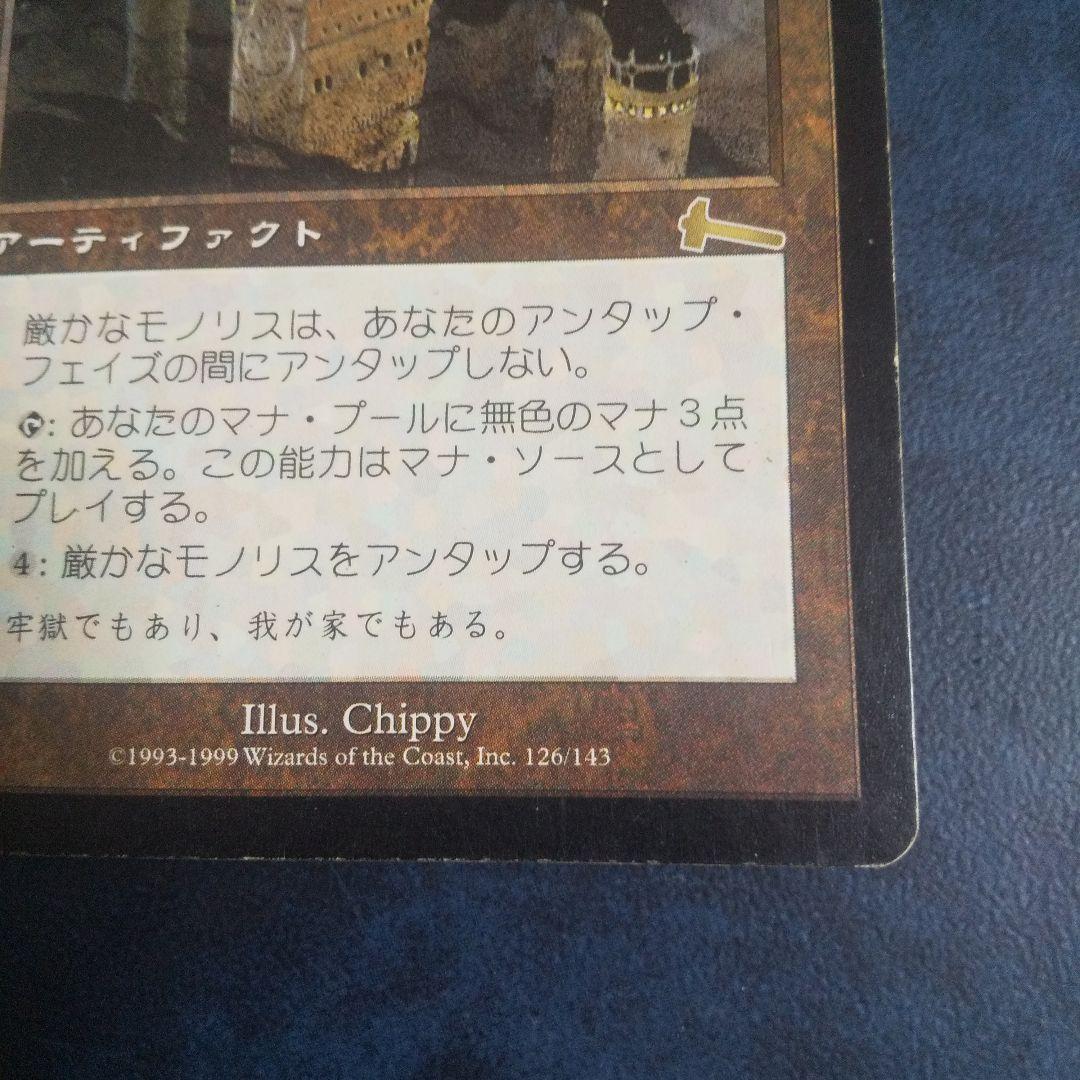 アーティファクト
厳かなモノリスは、あなたのアンタップ・
フェイズの間にアンタップしない。
: あなたのマナ・プールに無色のマナ３点
を加える。この能力はマナ・ソースとして
プレイする。
4: 厳かなモノリスをアンタップする。
牢獄でもあり、我が家でもある。
Illus. Chippy
©1993-1999 Wizards of the Coast, Inc. 126/143